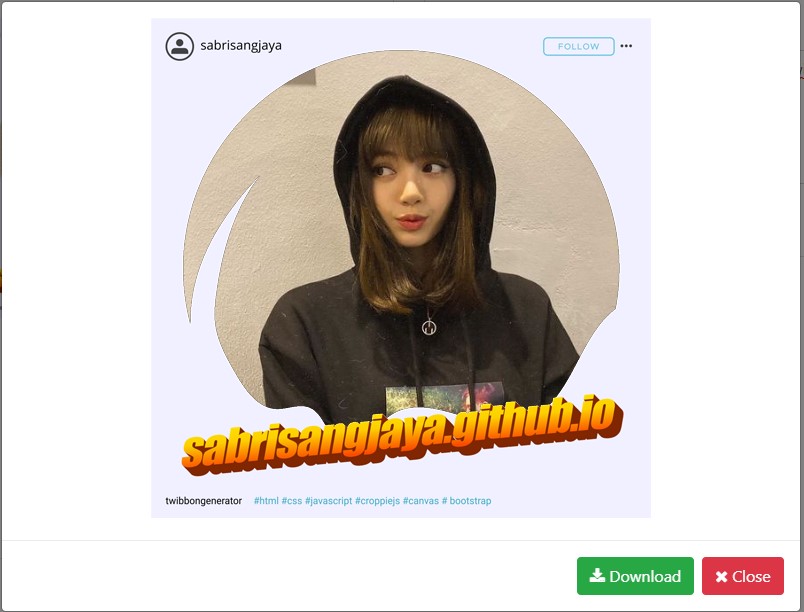 sabrisangjaya
FOLLOW
sabrisangjaya.github.io
twibbongenerator #html #css #javascript #croppiejs #canvas # bootstrap
Download
Close